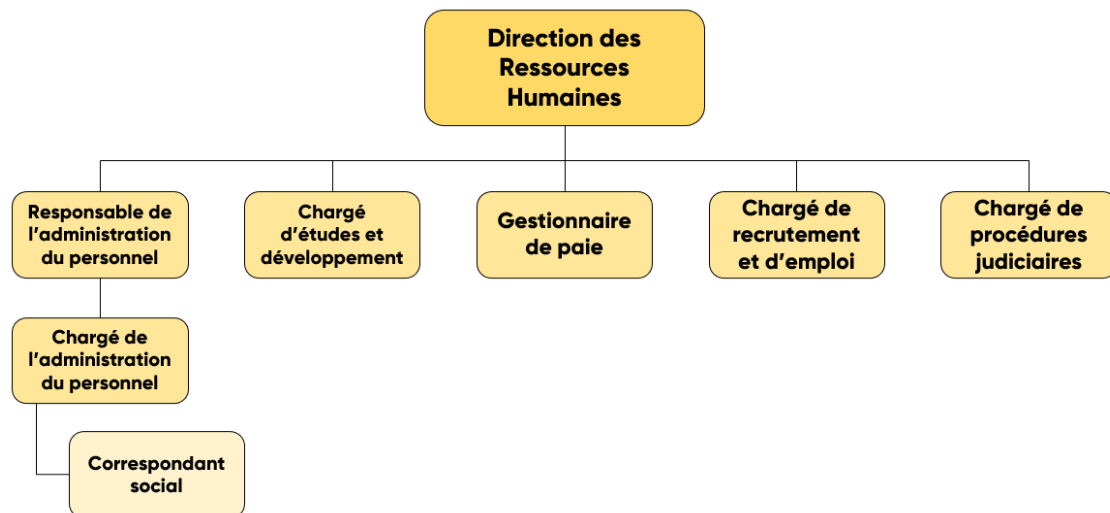 Direction des
Ressources
Humaines
Responsable de
l'administration
du personnel
Chargé
d'études et
développement
Gestionnaire
de paie
Chargé de
recrutement
et d'emploi
Chargé de
procédures
judiciaires
Chargé de
l'administration
du personnel
Correspondant
social